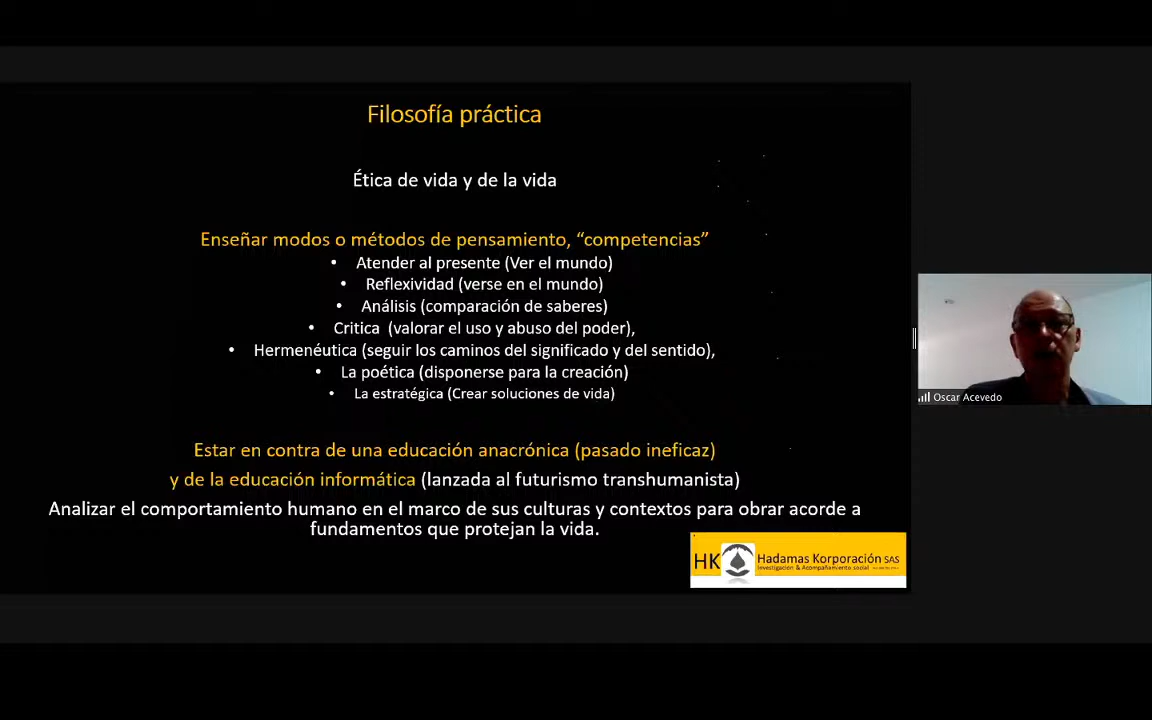 Filosofía práctica
Ética de vida y de la vida
Enseñar modos o métodos de pensamiento, “competencias”
• Atender al presente (Ver el mundo)
• Reflexividad (verse en el mundo)
• Análisis (comparación de saberes)
• Critica (valorar el uso y abuso del poder),
• Hermenéutica (seguir los caminos del significado y del sentido),
• La poética (disponerse para la creación)
• La estratégica (Crear soluciones de vida)
Estar en contra de una educación anacrónica (pasado ineficaz)
y de la educación informática (lanzada al futurismo transhumanista)
Analizar el comportamiento humano en el marco de sus culturas y contextos para obrar acorde a
fundamentos que protejan la vida.
HK Hadamas Korporación SAS
Investigación & Acompañamiento social
Oscar Acevedo